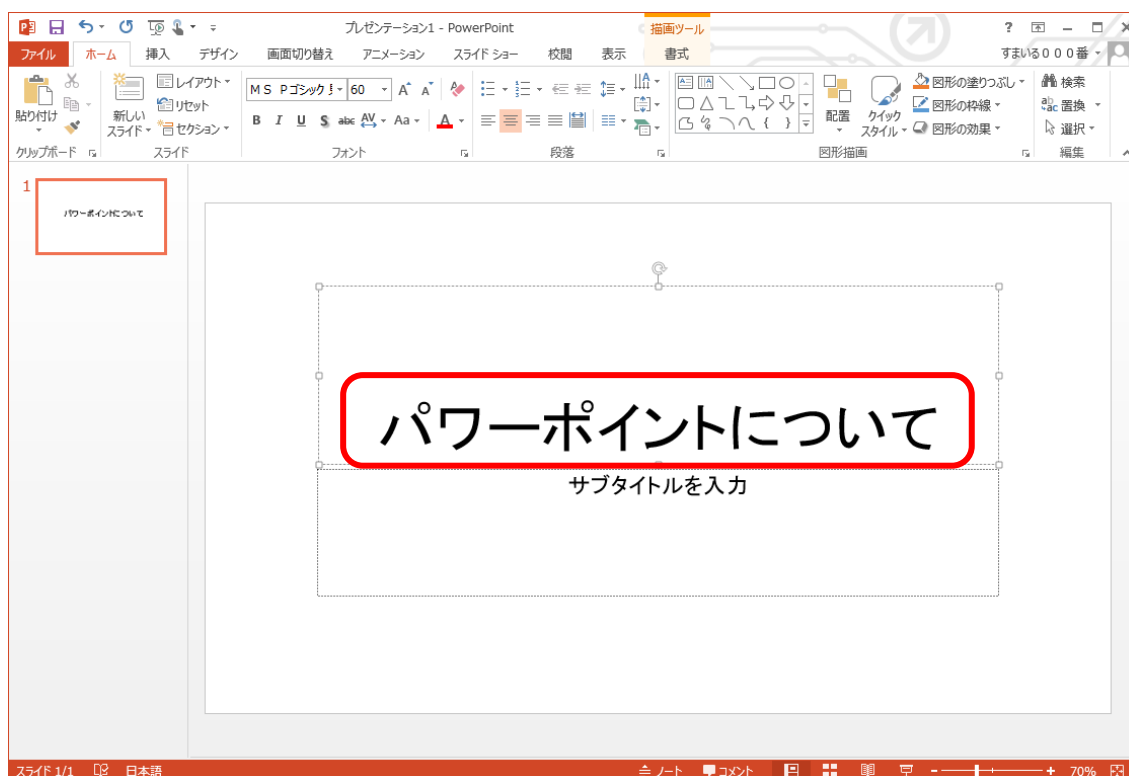 プレゼンテーション1 - PowerPoint
描画ツール
?
ファイル ホーム 挿入 デザイン 画面切り替え アニメーション スライド ショー 校閲 表示 書式
すまいる000番
貼り付け
新しい
スライド
レイアウト
リセット
セクション
MS Pゴシック 見
60
B I U S abc AV Aa A
配置
クイック
スタイル
図形の塗りつぶし
図形の枠線
図形の効果
検索
置換
選択
クリップボード スライド フォント 段落 図形描画 編集
1
パワーポイントについて
パワーポイントについて
サブタイトルを入力
スライド 1/1 日本語 ノート コメント 70%